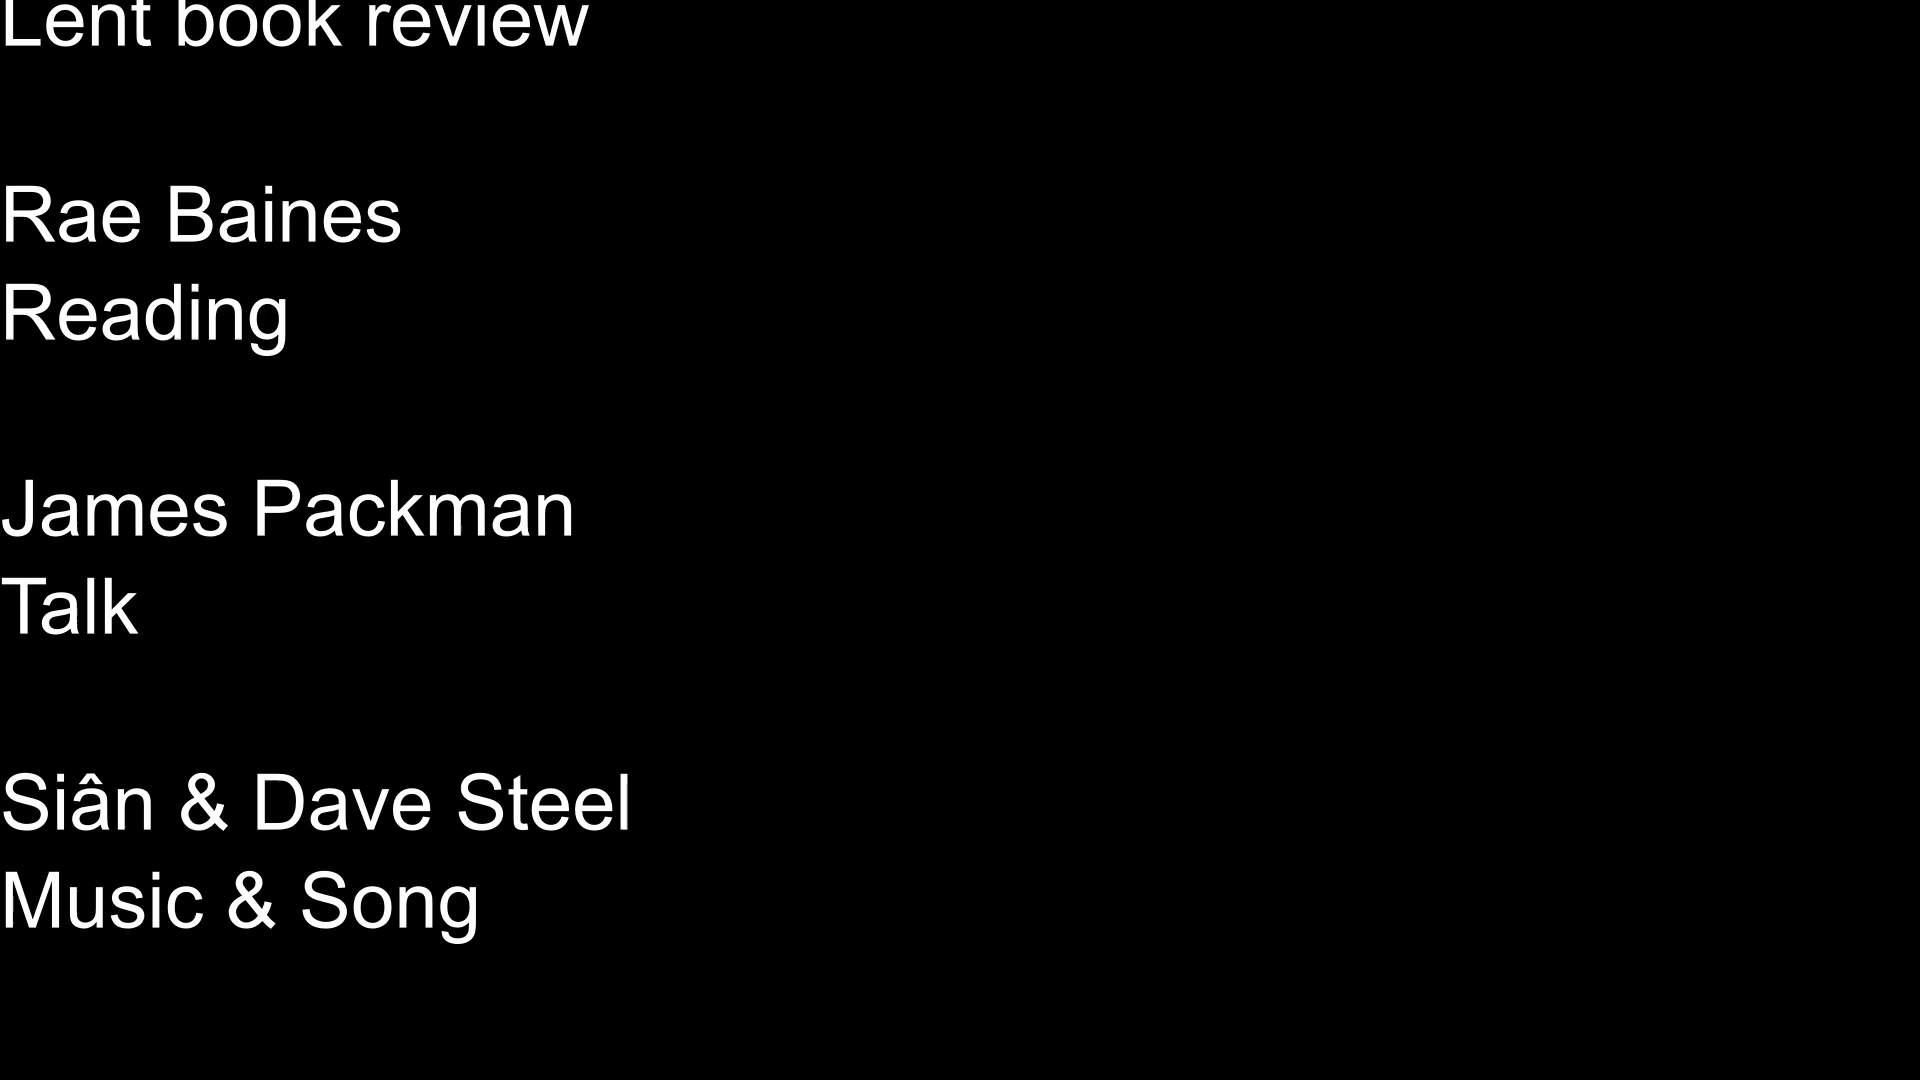 Lent book review
Rae Baines
Reading
James Packman
Talk
Siân & Dave Steel
Music & Song